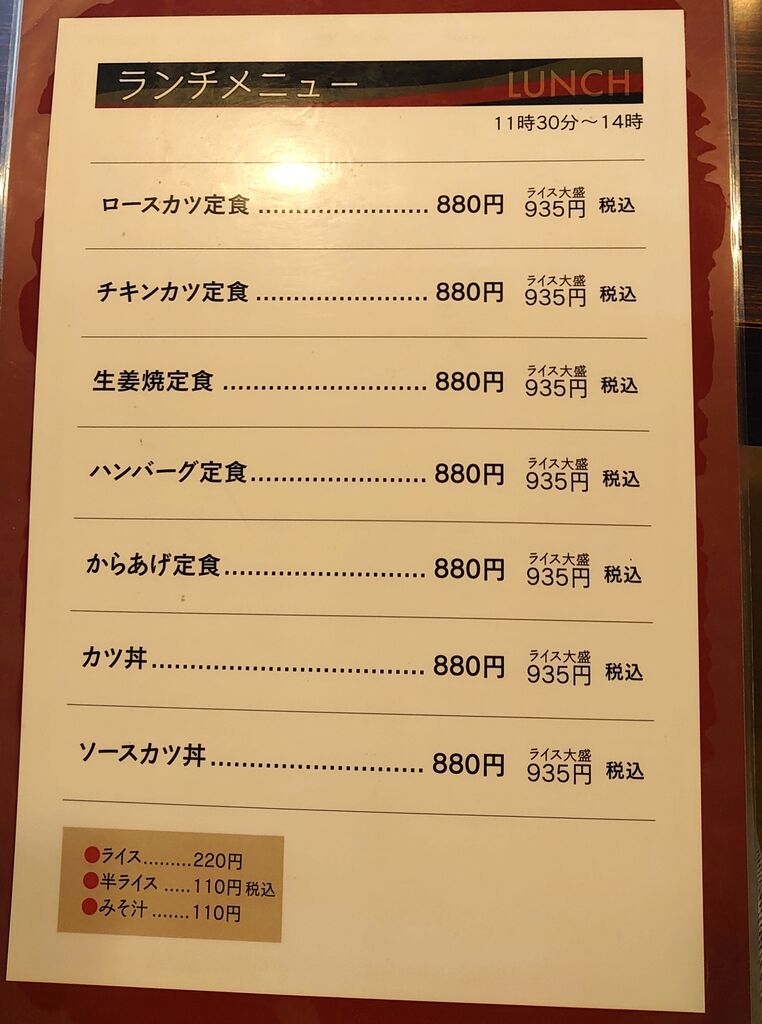 ランチメニュー LUNCH
11時30分～14時
ロースカツ定食 ....................... 880円 ライス大盛 935円 税込
チキンカツ定食 ....................... 880円 ライス大盛 935円 税込
生姜焼定食 ........................... 880円 ライス大盛 935円 税込
ハンバーグ定食........................ 880円 ライス大盛 935円 税込
からあげ定食........................... 880円 ライス大盛 935円 税込
カツ丼..................................... 880円 ライス大盛 935円 税込
ソースカツ丼............................. 880円 ライス大盛 935円 税込
●ライス.........220円
●半ライス .....110円 税込
●みそ汁 .......110円